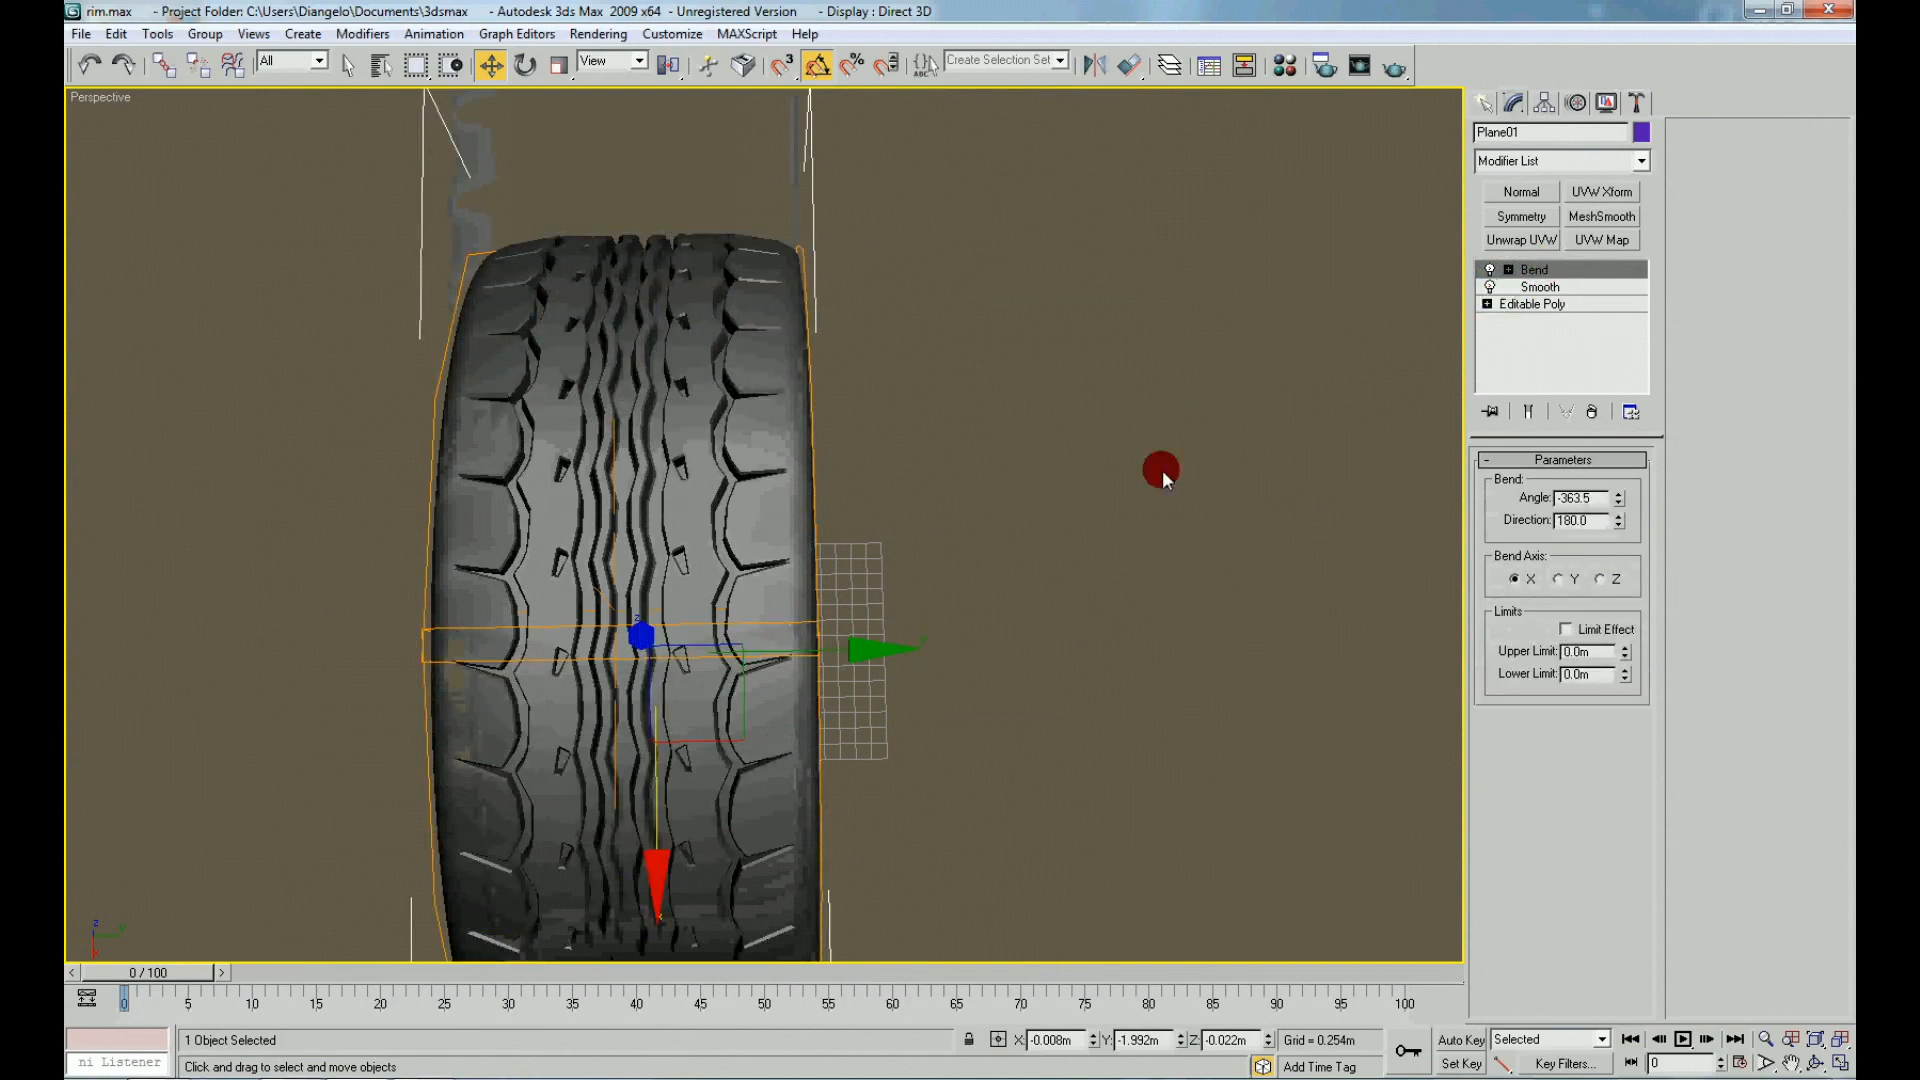 rim.max - Project Folder: C:\Users\Diangelo\Documents\3dsmax - Autodesk 3ds Max 2009 x64 - Unregistered Version - Display : Direct 3D
File Edit Tools Group Views Create Modifiers Animation Graph Editors Rendering Customize MAXScript Help
All View 3 % ABC Create Selection Set
Perspective
Plane01
Modifier List
Normal UVW Xform
Symmetry MeshSmooth
Unwrap UVW UVW Map
Bend
Smooth
Editable Poly
- Parameters
Bend:
Angle: -363.5
Direction: 180.0
Bend Axis:
X Y Z
Limits
Limit Effect
Upper Limit: 0.0m
Lower Limit: 0.0m
z
z y
x
< 0 / 100 >
0 5 10 15 20 25 30 35 40 45 50 55 60 65 70 75 80 85 90 95 100
1 Object Selected X: -0.008m Y: -1.992m Z: -0.022m Grid = 0.254m Auto Key Selected
ni Listener Click and drag to select and move objects Add Time Tag Set Key Key Filters... 0